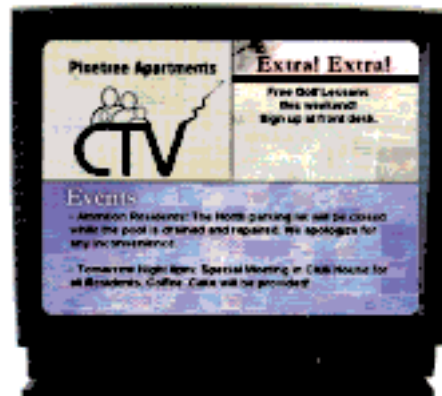 Pinetree Apartments
CTV
Extra! Extra!
Free Golf Lessons
this weekend!
Sign up at front desk.
Events
- Attention Residents: The North parking lot will be closed
while the pool is drained and repaired. We apologize for
any inconvenience.
- Tomorrow Night 8pm: Special Meeting in Club House for
all Residents. Coffee, Cake will be provided!